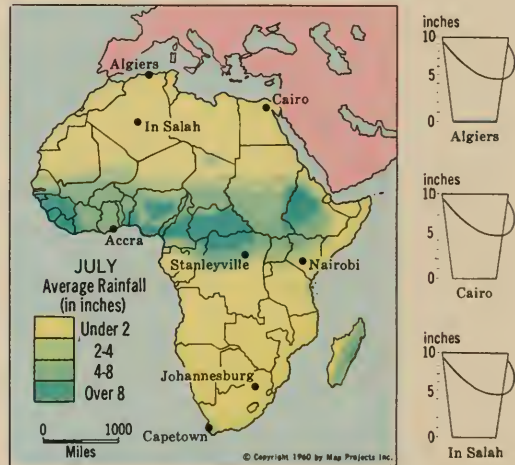 Algiers
Cairo
In Salah
Accra
Stanleyville
Nairobi
Johannesburg
Capetown
JULY
Average Rainfall
(in inches)
Under 2
2-4
4-8
Over 8
0 1000
Miles
© Copyright 1960 by Map Projects Inc.
inches
10
5
0
Algiers
inches
10
5
0
Cairo
inches
10
5
0
In Salah